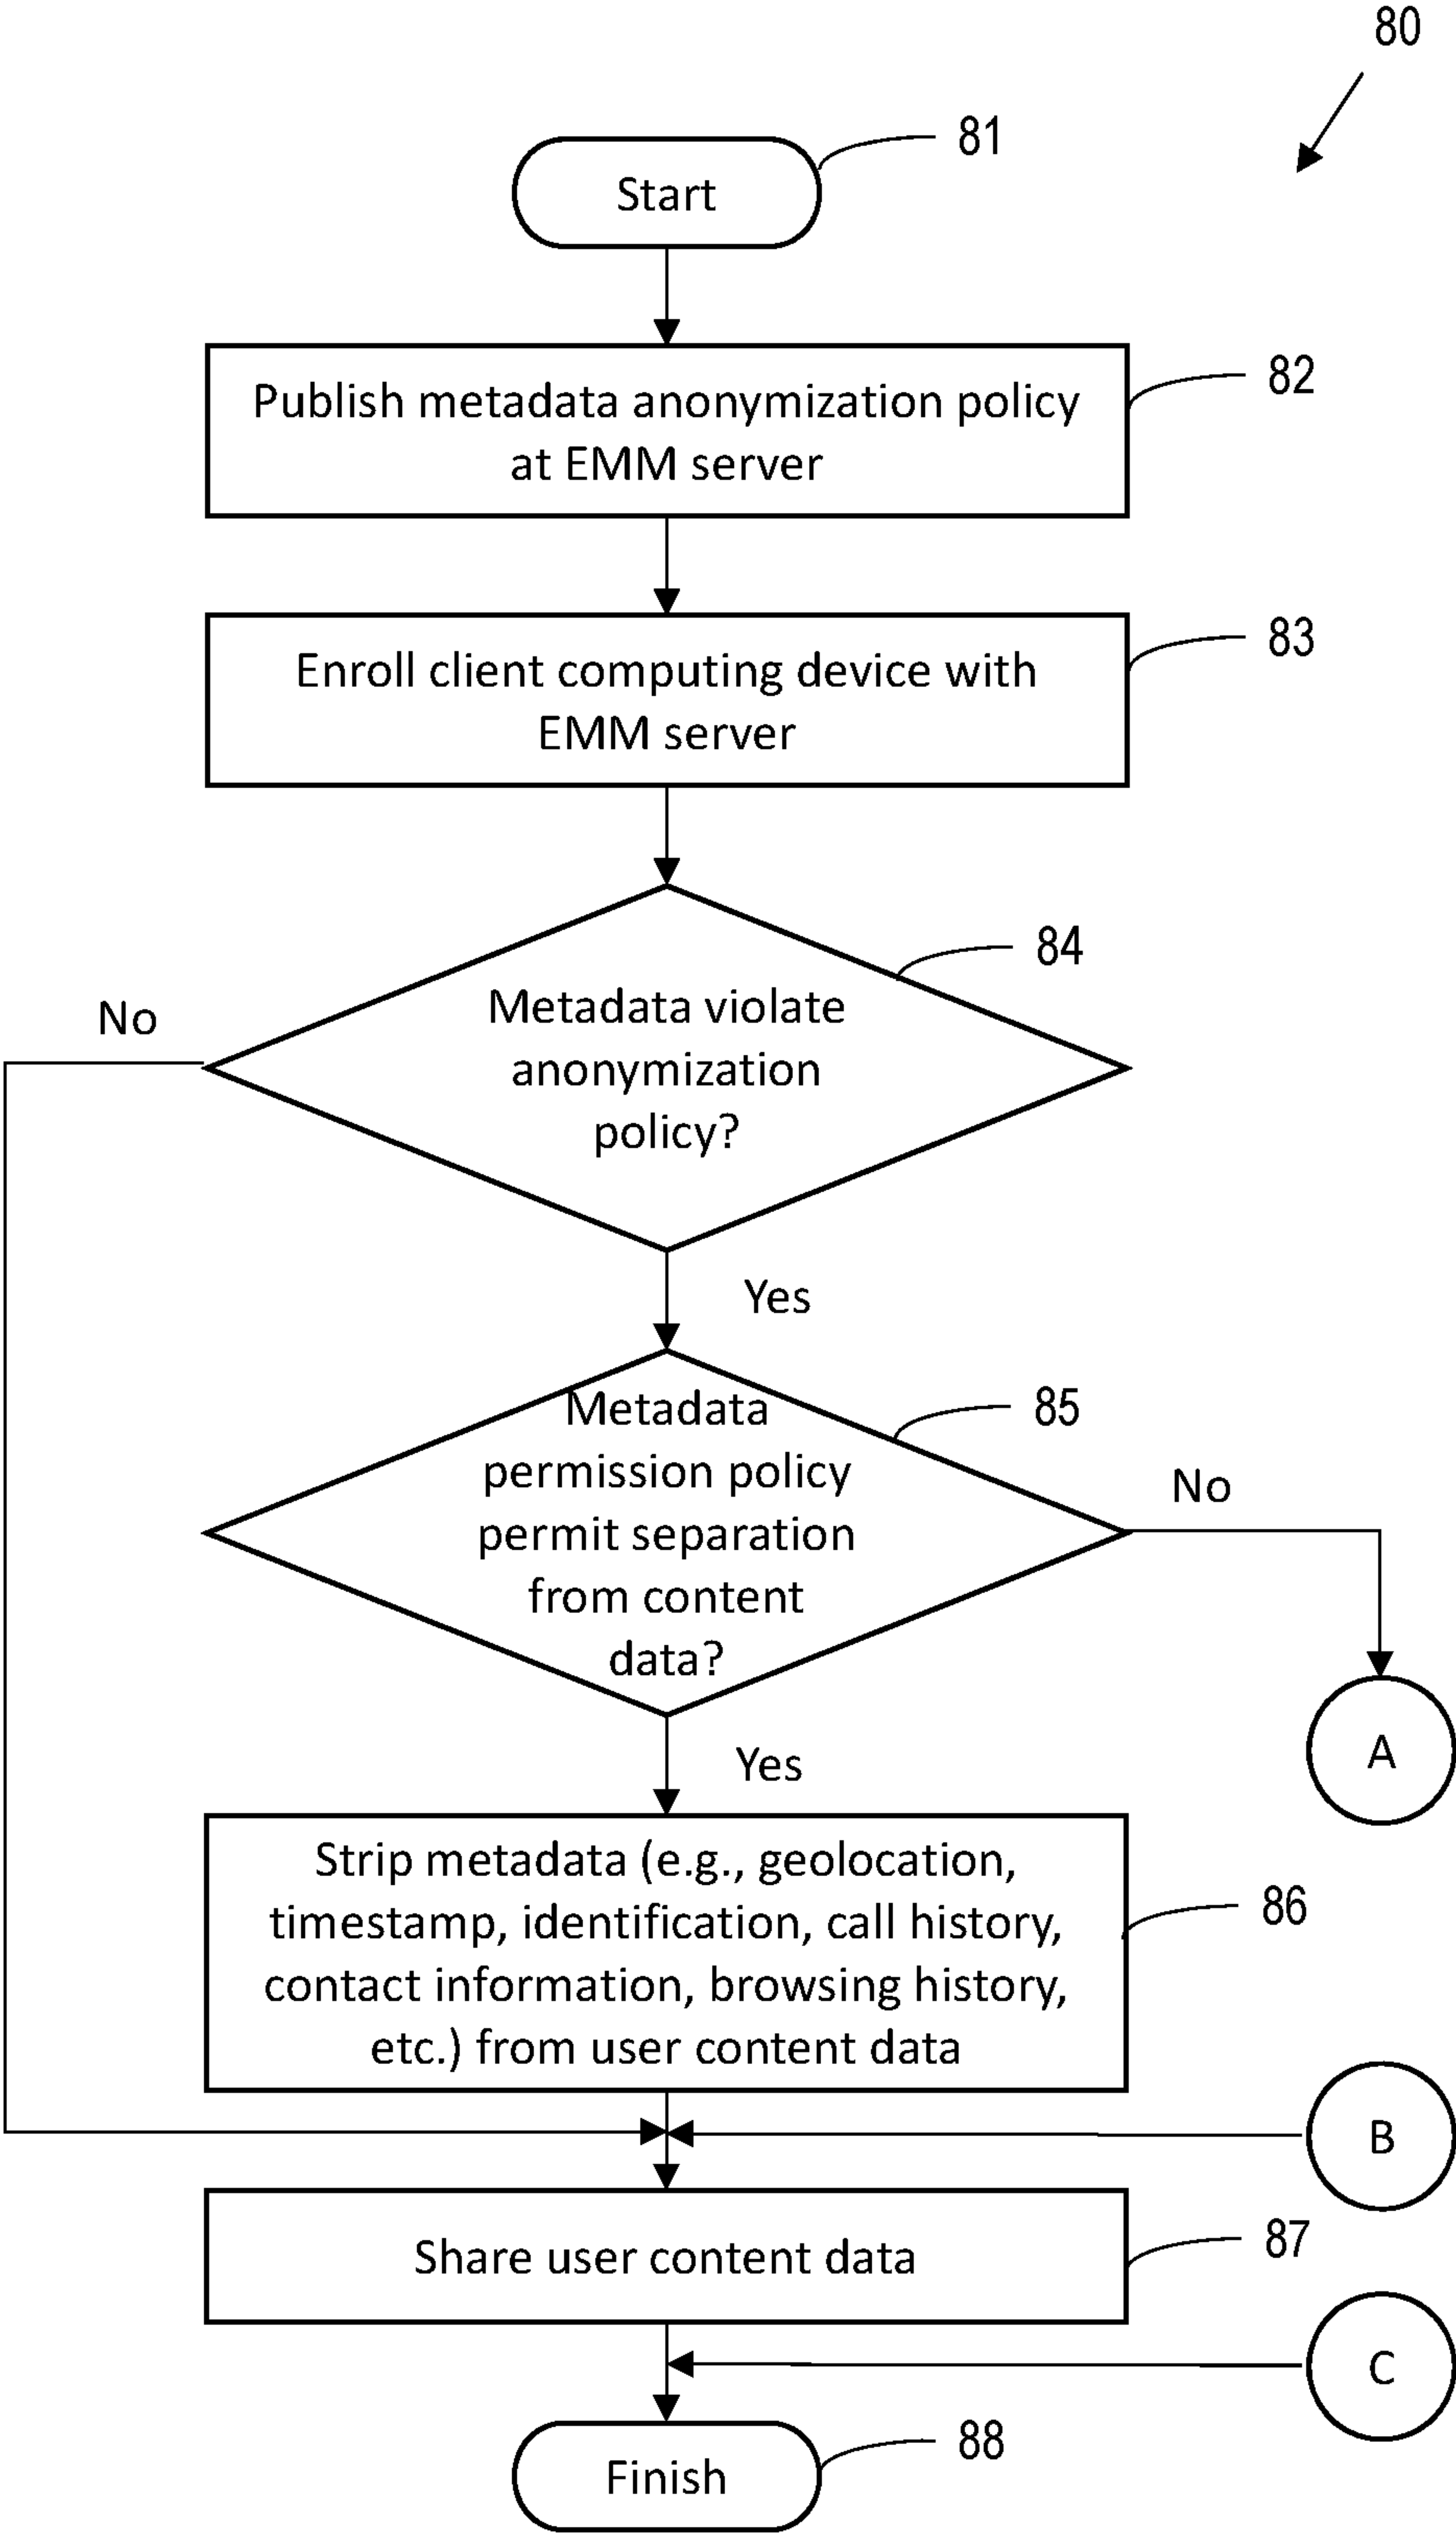 80
81
Start
82
Publish metadata anonymization policy
at EMM server
83
Enroll client computing device with
EMM server
84
No
Metadata violate
anonymization
policy?
Yes
85
Metadata
permission policy
permit separation
from content
data?
No
A
Yes
Strip metadata (e.g., geolocation,
timestamp, identification, call history,
contact information, browsing history,
etc.) from user content data
86
B
Share user content data
87
C
Finish
88